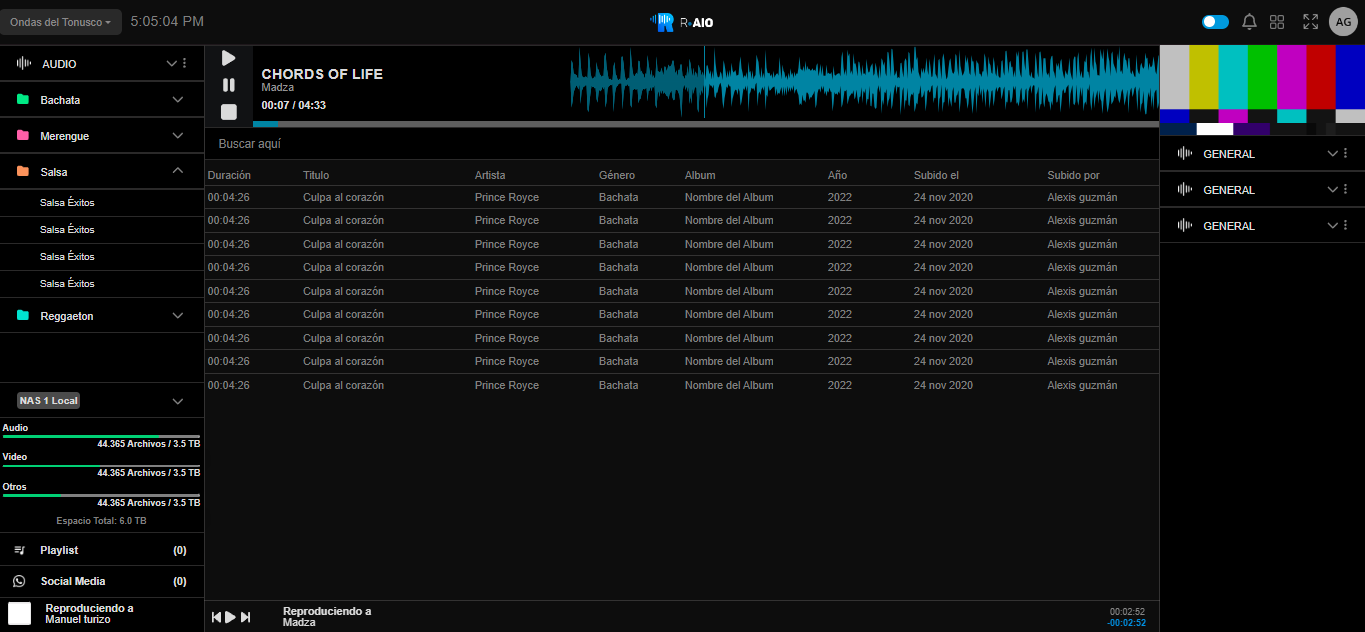 Ondas del Tonusco 5:05:04 PM R-AIO AG
AUDIO
Bachata
Merengue
Salsa
Salsa Éxitos
Salsa Éxitos
Salsa Éxitos
Salsa Éxitos
Reggaeton
NAS 1 Local
Audio
44.365 Archivos / 3.5 TB
Video
44.365 Archivos / 3.5 TB
Otros
44.365 Archivos / 3.5 TB
Espacio Total: 6.0 TB
Playlist (0)
Social Media (0)
Reproduciendo a
Manuel turizo
CHORDS OF LIFE
Madza
00:07 / 04:33
Buscar aquí
Duración Titulo Artista Género Album Año Subido el Subido por
00:04:26 Culpa al corazón Prince Royce Bachata Nombre del Album 2022 24 nov 2020 Alexis guzmán
00:04:26 Culpa al corazón Prince Royce Bachata Nombre del Album 2022 24 nov 2020 Alexis guzmán
00:04:26 Culpa al corazón Prince Royce Bachata Nombre del Album 2022 24 nov 2020 Alexis guzmán
00:04:26 Culpa al corazón Prince Royce Bachata Nombre del Album 2022 24 nov 2020 Alexis guzmán
00:04:26 Culpa al corazón Prince Royce Bachata Nombre del Album 2022 24 nov 2020 Alexis guzmán
00:04:26 Culpa al corazón Prince Royce Bachata Nombre del Album 2022 24 nov 2020 Alexis guzmán
00:04:26 Culpa al corazón Prince Royce Bachata Nombre del Album 2022 24 nov 2020 Alexis guzmán
00:04:26 Culpa al corazón Prince Royce Bachata Nombre del Album 2022 24 nov 2020 Alexis guzmán
00:04:26 Culpa al corazón Prince Royce Bachata Nombre del Album 2022 24 nov 2020 Alexis guzmán
Reproduciendo a
Madza
00:02:52
-00:02:52
GENERAL
GENERAL
GENERAL